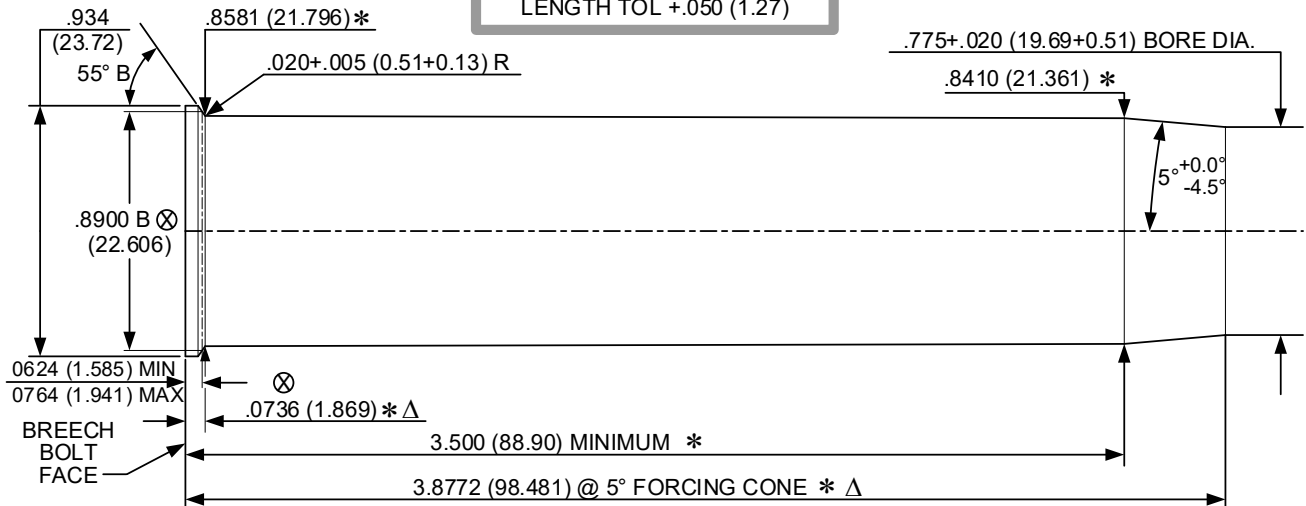 LENGTH TOL +.050 (1.27)
.934
(23.72)
55° B
.8581 (21.796)*
.020+.005 (0.51+0.13) R
.775+.020 (19.69+0.51) BORE DIA.
.8410 (21.361) *
5°+0.0°
-4.5°
.8900 B ⊗
(22.606)
0624 (1.585) MIN
0764 (1.941) MAX
⊗
.0736 (1.869)* Δ
BREECH
BOLT
FACE
3.500 (88.90) MINIMUM *
3.8772 (98.481) @ 5° FORCING CONE * Δ